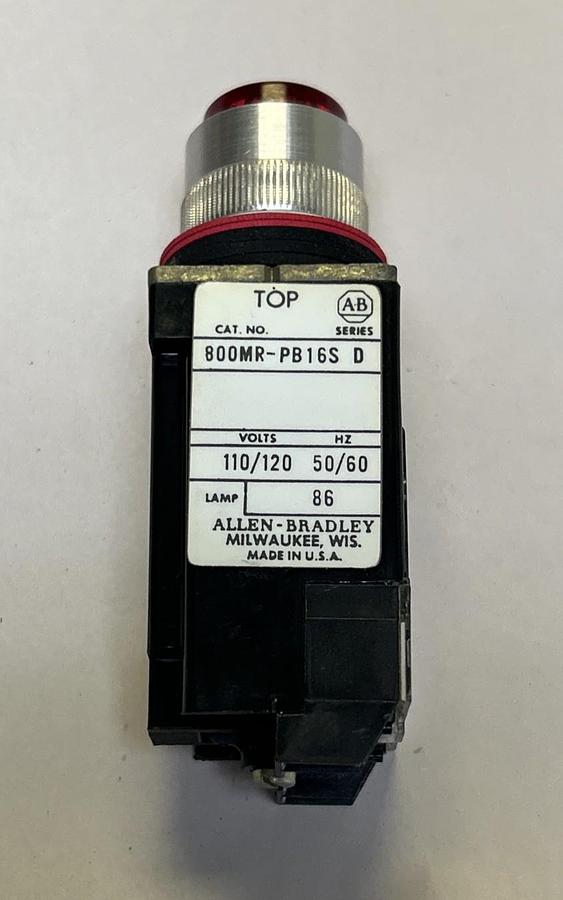 TOP
A-B
CAT. NO. SERIES
800MR-PB16S D
VOLTS HZ
110/120 50/60
LAMP 86
ALLEN-BRADLEY
MILWAUKEE, WIS.
MADE IN U.S.A.